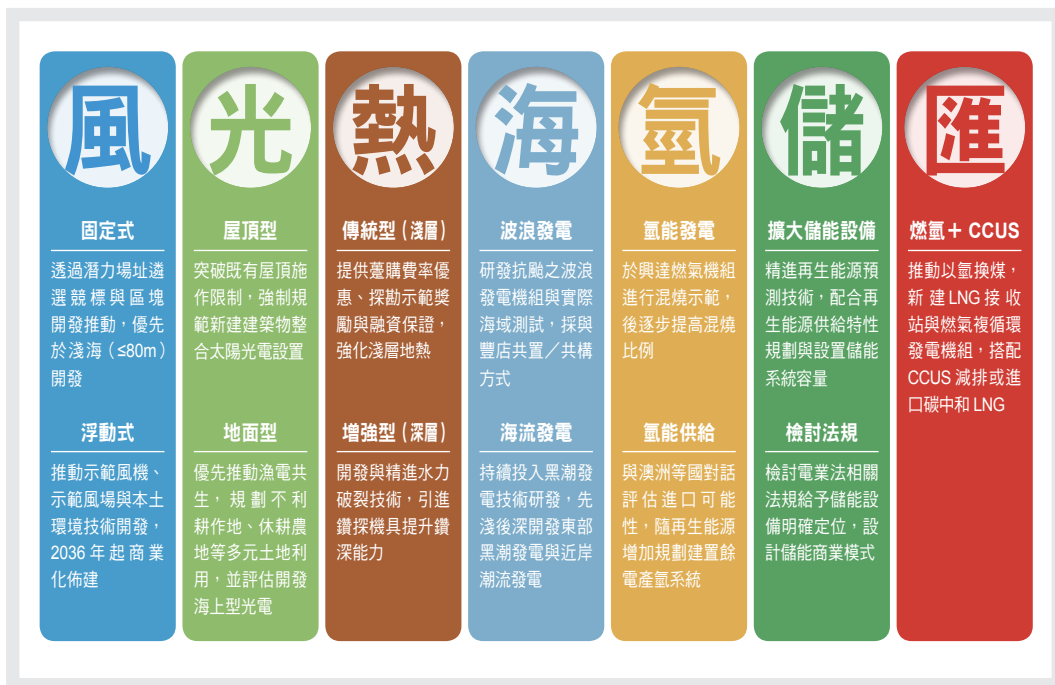 風
固定式
透過潛力場址遴
選競標與區塊
開發推動，優先
於淺海（≤80m）
開發
浮動式
推動示範風機、
示範風場與本土
環境技術開發，
2036 年起商業
化佈建
光
屋頂型
突破既有屋頂施
作限制，強制規
範新建建築物整
合太陽光電設置
地面型
優先推動漁電共
生，規劃不利
耕作地、休耕農
地等多元土地利
用，並評估開發
海上型光電
熱
傳統型（淺層）
提供躉購費率優
惠、探勘示範獎
勵與融資保證，
強化淺層地熱
增強型（深層）
開發與精進水力
破裂技術，引進
鑽探機具提升鑽
深能力
海
波浪發電
研發抗颱之波浪
發電機組與實際
海域測試，採與
豐店共置／共構
方式
海流發電
持續投入黑潮發
電技術研發，先
淺後深開發東部
黑潮發電與近岸
潮流發電
氫
氫能發電
於興達燃氣機組
進行混燒示範，
後逐步提高混燒
比例
氫能供給
與澳洲等國對話
評估進口可能
性，隨再生能源
增加規劃建置餘
電產氫系統
儲
擴大儲能設備
精進再生能源預
測技術，配合再
生能源供給特性
規劃與設置儲能
系統容量
檢討法規
檢討電業法相關
法規給予儲能設
備明確定位，設
計儲能商業模式
匯
燃氫＋ CCUS
推動以氫換煤，
新建 LNG 接收
站與燃氣複循環
發電機組，搭配
CCUS 減排或進
口碳中和 LNG